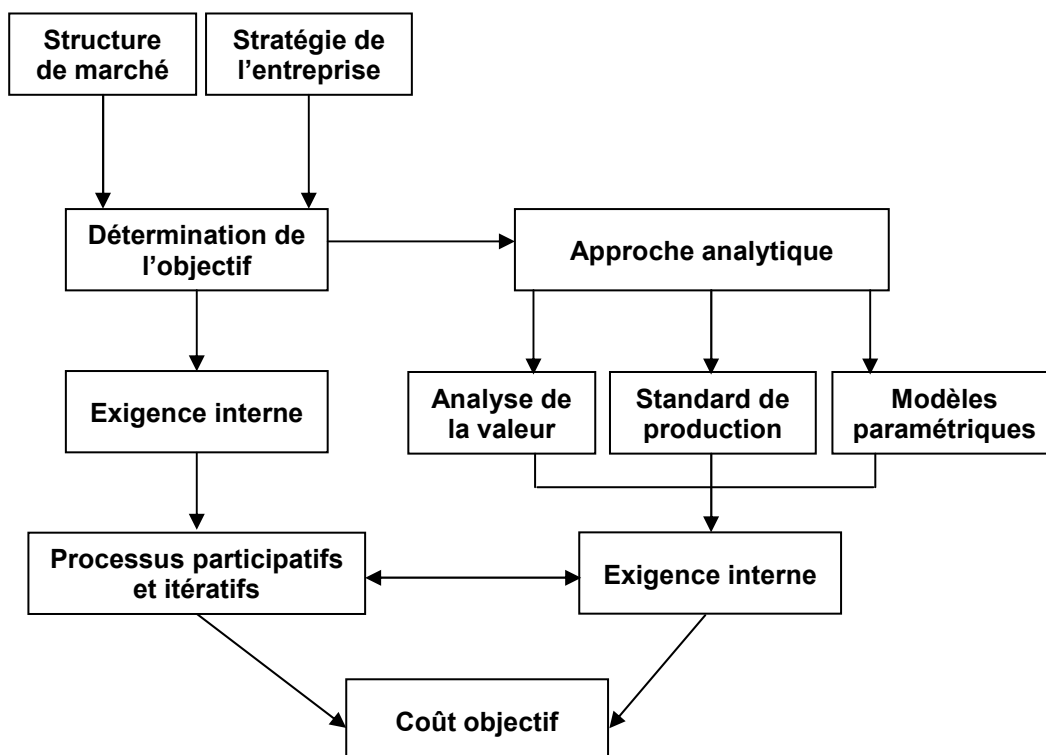 Structure
de marché
Stratégie de
l’entreprise
Détermination de
l’objectif
Approche analytique
Exigence interne
Analyse de
la valeur
Standard de
production
Modèles
paramétriques
Processus participatifs
et itératifs
Exigence interne
Coût objectif